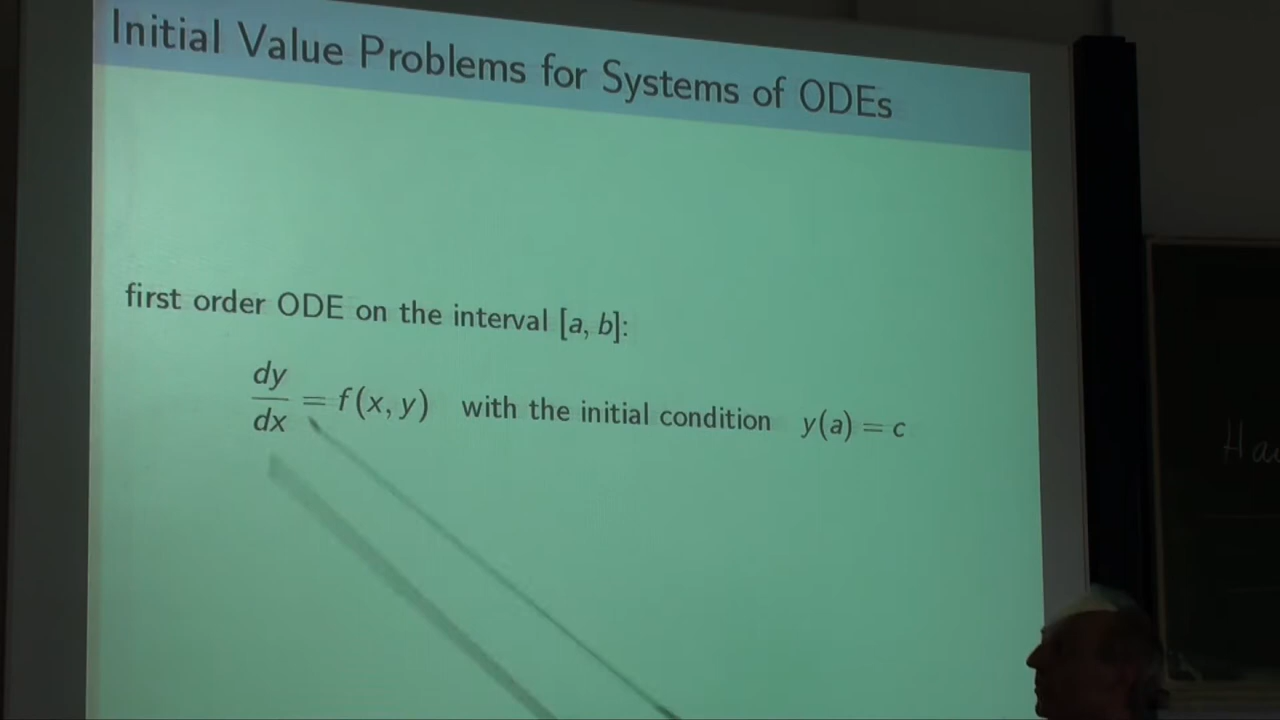 Initial Value Problems for Systems of ODEs
first order ODE on the interval [a, b]:
dy/dx = f(x, y) with the initial condition y(a) = c